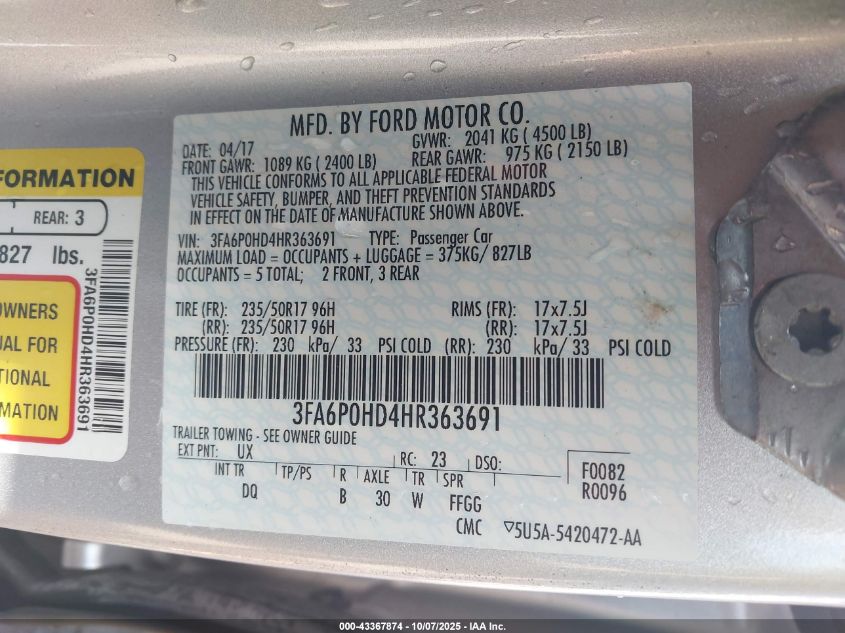 FORMATION
REAR: 3
827 lbs.
OWNERS
UAL FOR
TIONAL
MATION
3FA6P0HD4HR363691
MFD. BY FORD MOTOR CO.
DATE: 04/17 GVWR: 2041 KG ( 4500 LB)
FRONT GAWR: 1089 KG ( 2400 LB) REAR GAWR: 975 KG ( 2150 LB)
THIS VEHICLE CONFORMS TO ALL APPLICABLE FEDERAL MOTOR
VEHICLE SAFETY, BUMPER, AND THEFT PREVENTION STANDARDS
IN EFFECT ON THE DATE OF MANUFACTURE SHOWN ABOVE.
VIN: 3FA6P0HD4HR363691 TYPE: Passenger Car
MAXIMUM LOAD = OCCUPANTS + LUGGAGE = 375KG/ 827LB
OCCUPANTS = 5 TOTAL; 2 FRONT, 3 REAR
TIRE (FR): 235/50R17 96H RIMS (FR): 17x7.5J
(RR): 235/50R17 96H (RR): 17x7.5J
PRESSURE (FR): 230 kPa/ 33 PSI COLD (RR): 230 kPa/ 33 PSI COLD
3FA6P0HD4HR363691
TRAILER TOWING - SEE OWNER GUIDE
EXT PNT: UX RC: 23 DSO: F0082
INT TR TP/PS R AXLE TR SPR R0096
DQ B 30 W FFGG
CMC ▽5U5A-5420472-AA
000-43367874 - 10/07/2025 - IAA Inc.